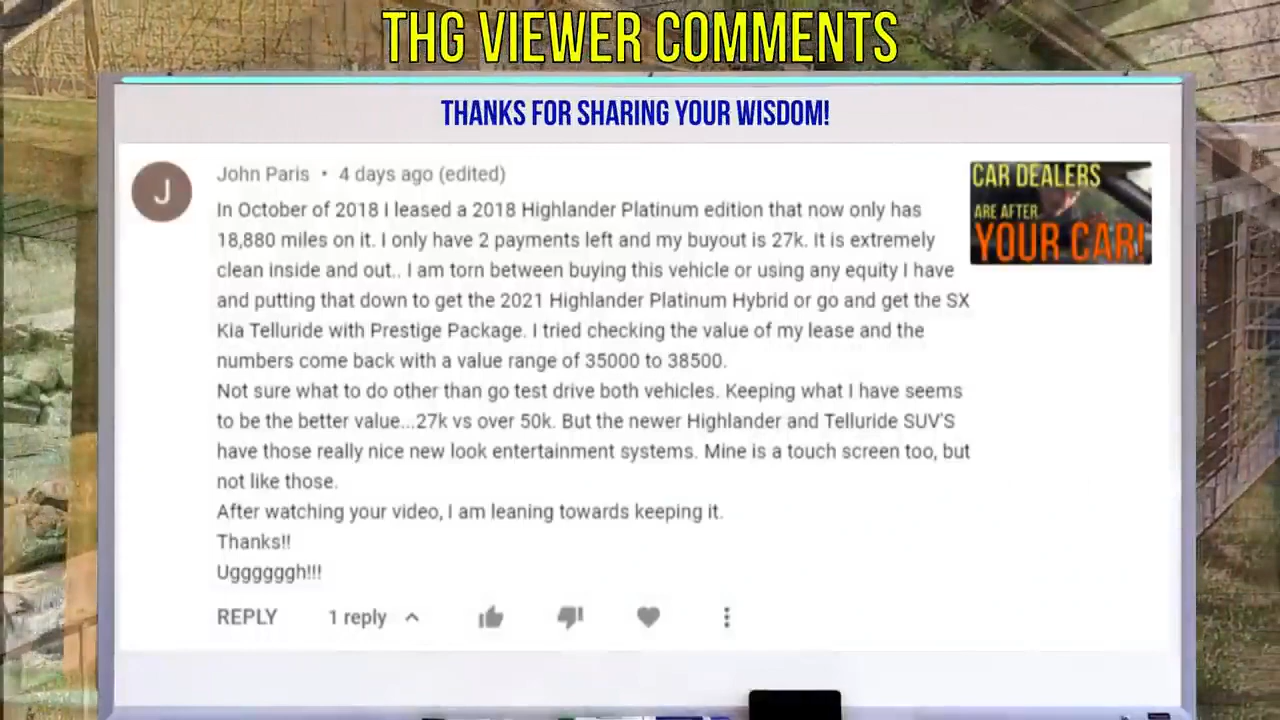 THG VIEWER COMMENTS
THANKS FOR SHARING YOUR WISDOM!
J
John Paris • 4 days ago (edited)
In October of 2018 I leased a 2018 Highlander Platinum edition that now only has
18,880 miles on it. I only have 2 payments left and my buyout is 27k. It is extremely
clean inside and out.. I am torn between buying this vehicle or using any equity I have
and putting that down to get the 2021 Highlander Platinum Hybrid or go and get the SX
Kia Telluride with Prestige Package. I tried checking the value of my lease and the
numbers come back with a value range of 35000 to 38500.
Not sure what to do other than go test drive both vehicles. Keeping what I have seems
to be the better value...27k vs over 50k. But the newer Highlander and Telluride SUV'S
have those really nice new look entertainment systems. Mine is a touch screen too, but
not like those.
After watching your video, I am leaning towards keeping it.
Thanks!!
Uggggggh!!!
REPLY 1 reply
CAR DEALERS
ARE AFTER
YOUR CAR!